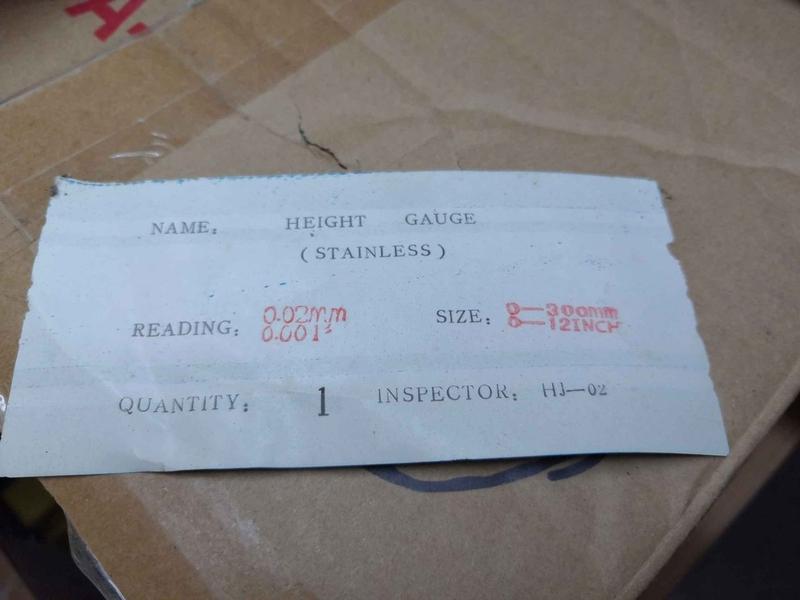 NAME: HEIGHT GAUGE
(STAINLESS)
READING: 0.02mm SIZE: 0—300mm
0.001" 0—12INCH
QUANTITY: 1 INSPECTOR: HJ—02